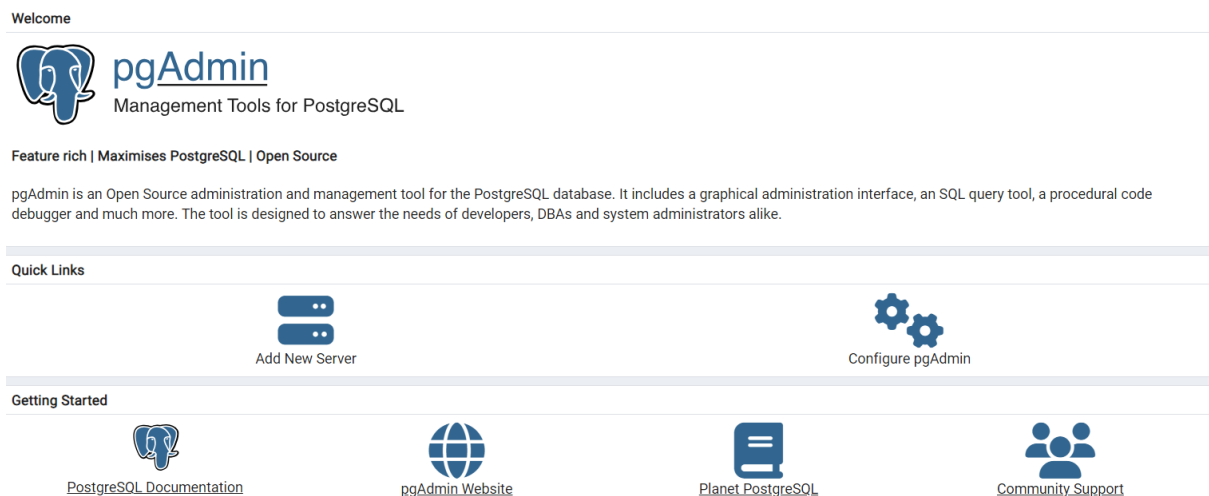 Welcome
pgAdmin
Management Tools for PostgreSQL
Feature rich | Maximises PostgreSQL | Open Source
pgAdmin is an Open Source administration and management tool for the PostgreSQL database. It includes a graphical administration interface, an SQL query tool, a procedural code
debugger and much more. The tool is designed to answer the needs of developers, DBAs and system administrators alike.
Quick Links
Add New Server
Configure pgAdmin
Getting Started
PostgreSQL Documentation
pgAdmin Website
Planet PostgreSQL
Community Support